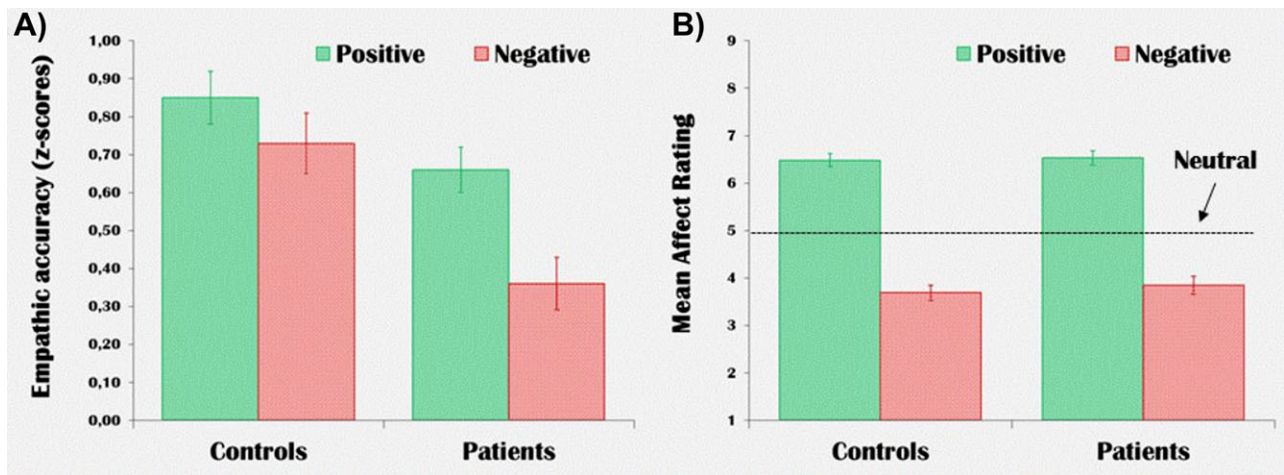 A)
Empathic accuracy (z-scores)
1,00
0,90
0,80
0,70
0,60
0,50
0,40
0,30
0,20
0,10
0,00
Positive
Negative
Controls
Patients
B)
Mean Affect Rating
9
8
7
6
5
4
3
2
1
Positive
Negative
Neutral
Controls
Patients